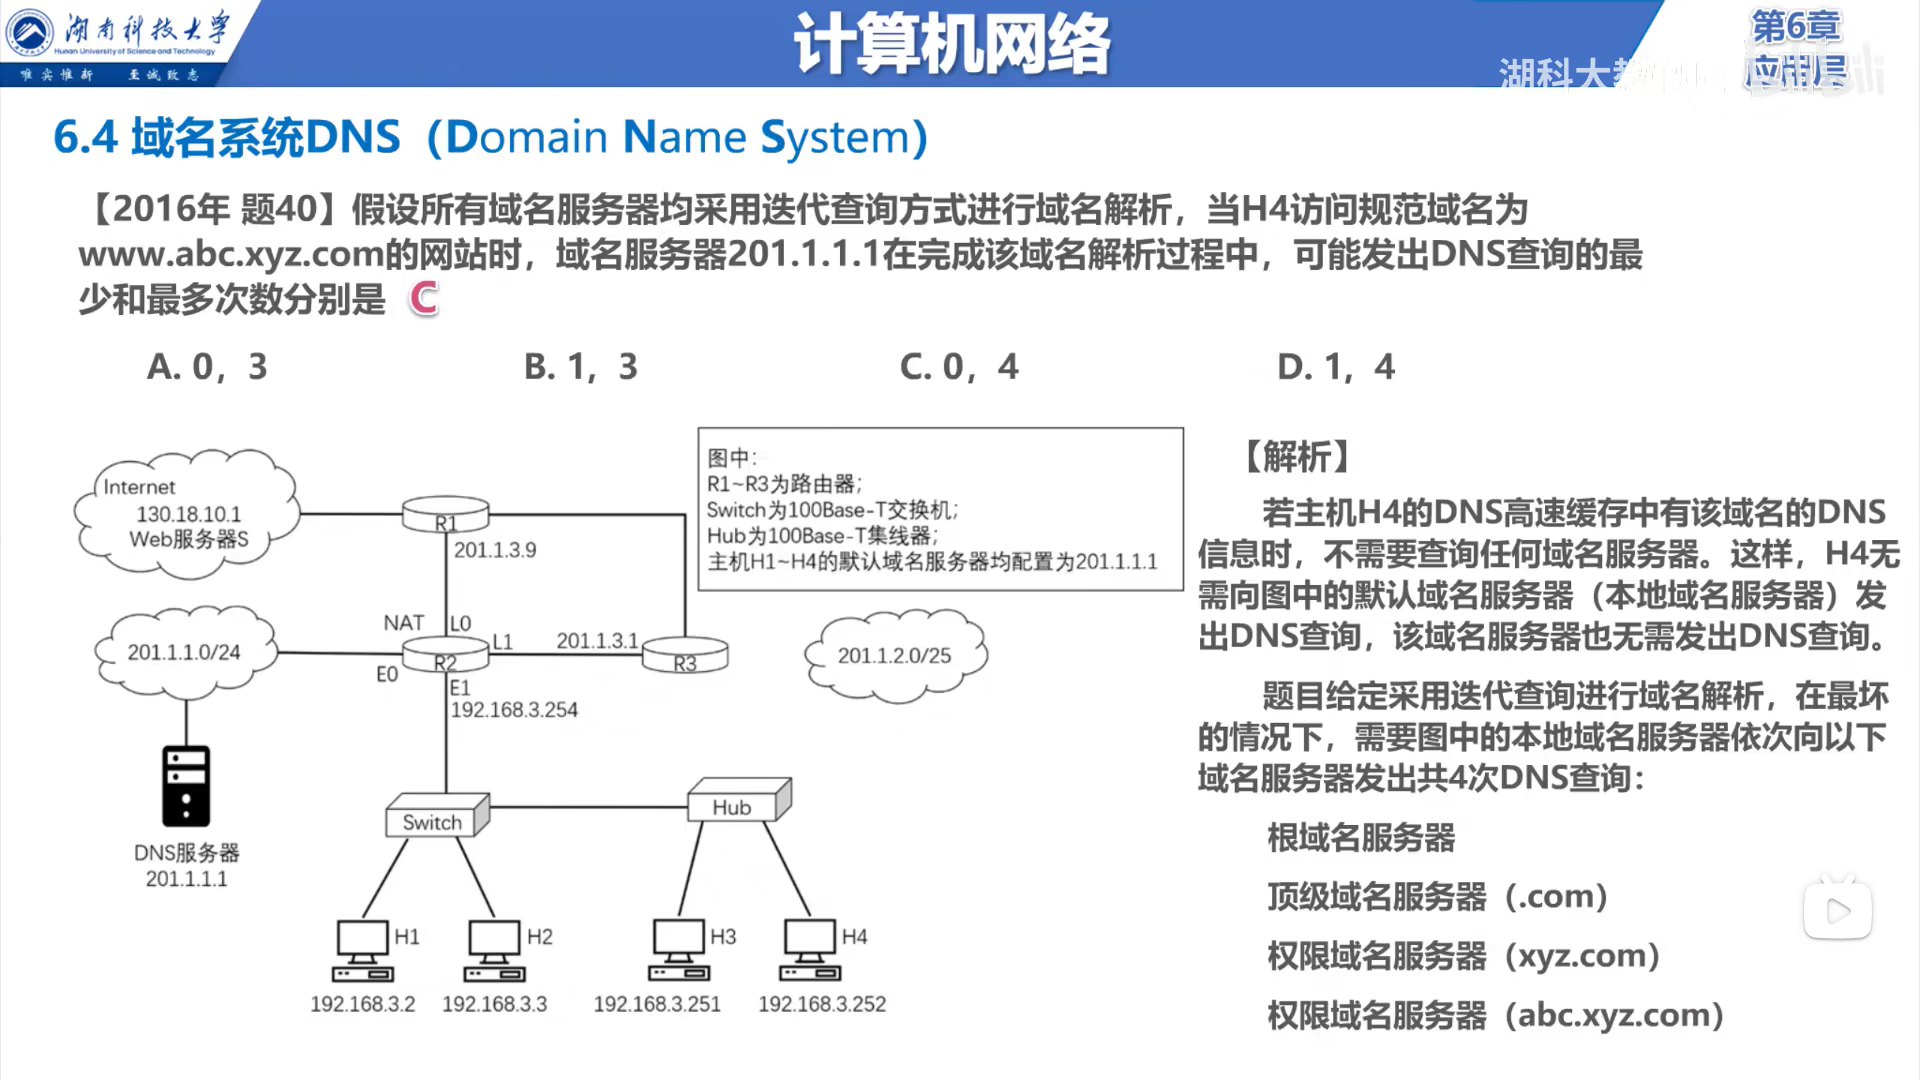 湖南科技大学
Hunan University of Science and Technology
唯实惟新 至诚致志
计算机网络
第6章
应用层
湖科大教
6.4 域名系统DNS（Domain Name System）
【2016年 题40】假设所有域名服务器均采用迭代查询方式进行域名解析，当H4访问规范域名为
www.abc.xyz.com的网站时，域名服务器201.1.1.1在完成该域名解析过程中，可能发出DNS查询的最
少和最多次数分别是 C
A. 0，3 B. 1，3 C. 0，4 D. 1，4
图中：
R1~R3为路由器；
Switch为100Base-T交换机；
Hub为100Base-T集线器；
主机H1~H4的默认域名服务器均配置为201.1.1.1
Internet
130.18.10.1
Web服务器S
R1
201.1.3.9
NAT L0
201.1.1.0/24
R2
L1
201.1.3.1
R3
201.1.2.0/25
E0
E1
192.168.3.254
Switch
Hub
DNS服务器
201.1.1.1
H1
H2
H3
H4
192.168.3.2
192.168.3.3
192.168.3.251
192.168.3.252
【解析】
若主机H4的DNS高速缓存中有该域名的DNS
信息时，不需要查询任何域名服务器。这样，H4无
需向图中的默认域名服务器（本地域名服务器）发
出DNS查询，该域名服务器也无需发出DNS查询。
题目给定采用迭代查询进行域名解析，在最坏
的情况下，需要图中的本地域名服务器依次向以下
域名服务器发出共4次DNS查询：
根域名服务器
顶级域名服务器（.com）
权限域名服务器（xyz.com）
权限域名服务器（abc.xyz.com）